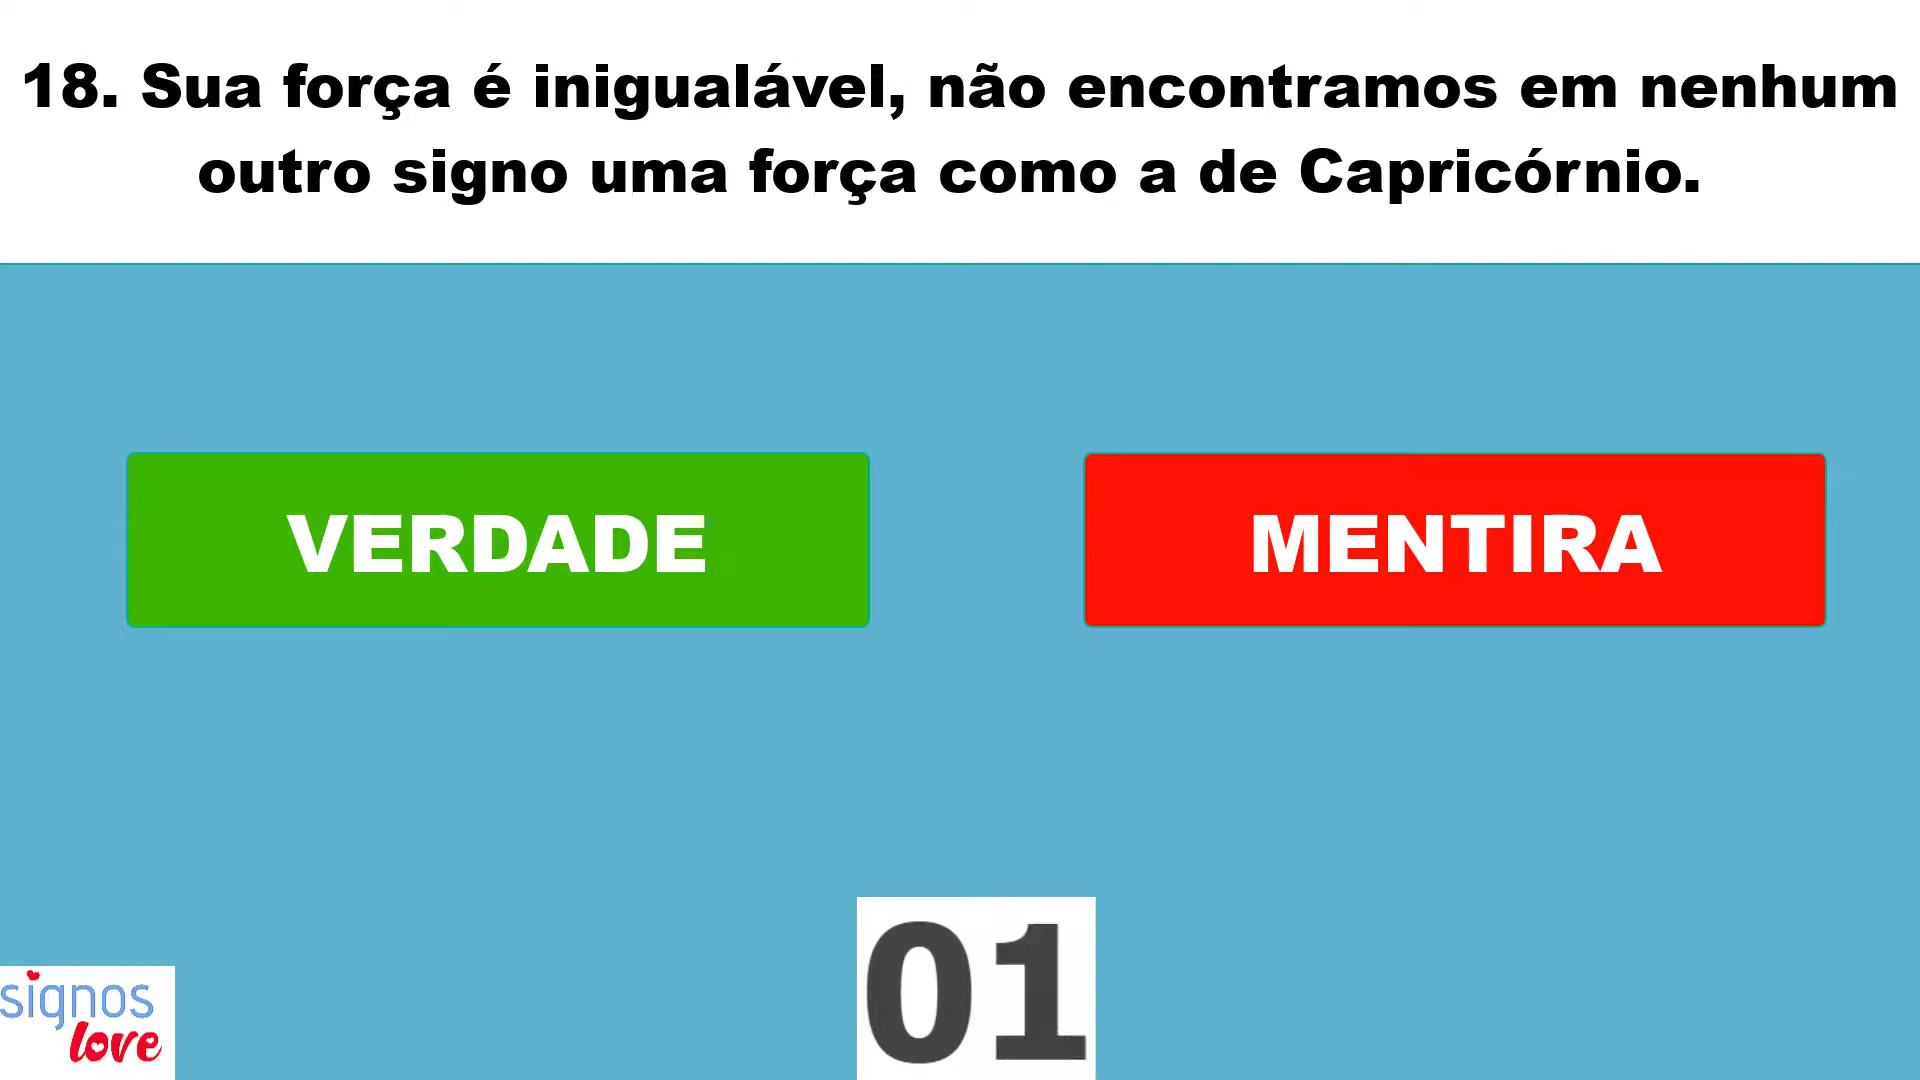 18. Sua força é inigualável, não encontramos em nenhum
outro signo uma força como a de Capricórnio.
VERDADE
MENTIRA
01
signos
love